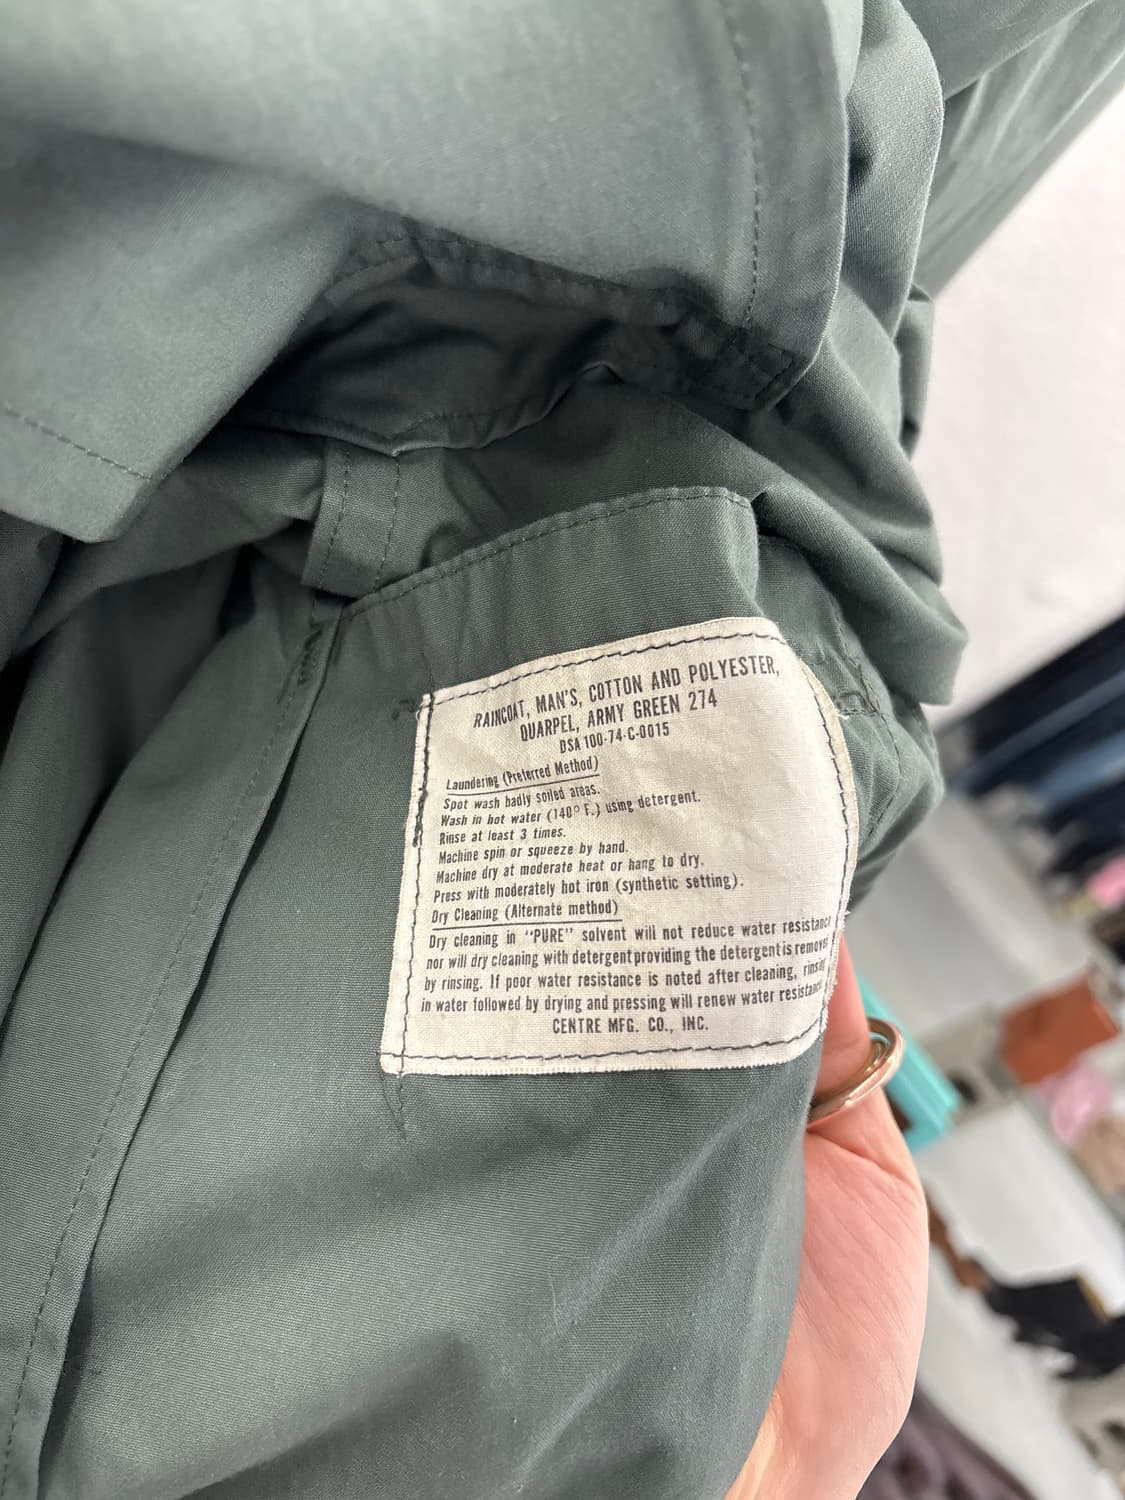 RAINCOAT, MAN'S, COTTON AND POLYESTER,
QUARPEL, ARMY GREEN 274
DSA 100-74-C-0015
Laundering (Preferred Method)
Spot wash badly soiled areas.
Wash in hot water (140° F.) using detergent.
Rinse at least 3 times.
Machine spin or squeeze by hand.
Machine dry at moderate heat or hang to dry.
Press with moderately hot iron (synthetic setting).
Dry Cleaning (Alternate method)
Dry cleaning in "PURE" solvent will not reduce water resistance
nor will dry cleaning with detergent providing the detergent is removed
by rinsing. If poor water resistance is noted after cleaning, rinsing
in water followed by drying and pressing will renew water resistance.
CENTRE MFG. CO., INC.